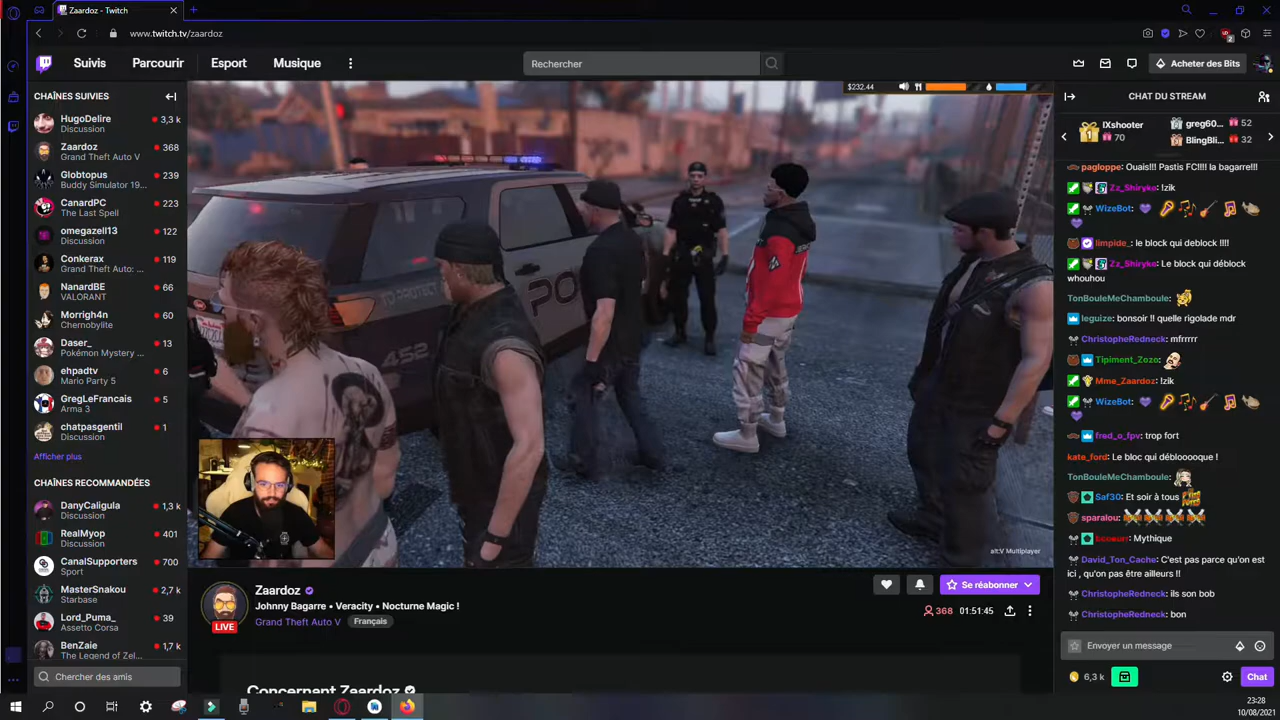 Zaardoz - Twitch
www.twitch.tv/zaardoz
Suivis
Parcourir
Esport
Musique
Rechercher
Acheter des Bits
CHAÎNES SUIVIES
HugoDelire
3,3 k
Discussion
Zaardoz
368
Grand Theft Auto V
Globtopus
239
Buddy Simulator 19...
CanardPC
223
The Last Spell
omegazell13
122
Discussion
Conkerax
119
Grand Theft Auto: ...
NanardBE
66
VALORANT
Morrigh4n
60
Chernobylite
Daser_
13
Pokémon Mystery ...
ehpadtv
6
Mario Party 5
GregLeFrancais
5
Arma 3
chatpasgentil
1
Discussion
Afficher plus
CHAÎNES RECOMMANDÉES
DanyCaligula
1,3 k
Discussion
RealMyop
401
Discussion
CanalSupporters
700
Sport
MasterSnakou
2,7 k
Starbase
Lord_Puma_
39
Assetto Corsa
BenZaie
1,7 k
The Legend of Zel...
Chercher des amis
$232.44
TO PROTECT
452
alt:V Multiplayer
Zaardoz
LIVE
Johnny Bagarre • Veracity • Nocturne Magic !
Grand Theft Auto V
Français
Se réabonner
368
01:51:45
Concernant Zaardoz
CHAT DU STREAM
IXshooter
70
greg60...
52
BlingBli...
32
pagloppe: Ouais!!! Pastis FC!!!! la bagarre!!!
Zz_Shiryko: !zik
WizeBot:
limpide_: le block qui deblock !!!!
Zz_Shiryko: Le block qui déblock
whouhou
TonBouleMeChamboule:
leguize: bonsoir !! quelle rigolade mdr
ChristopheRedneck: mfrrrrr
Tipiment_Zozo:
Mme_Zaardoz: !zik
WizeBot:
fred_o_fpv: trop fort
kate_ford: Le bloc qui débloooooque !
TonBouleMeChamboule:
Saf30: Et soir à tous
sparalou:
Eccoeurr: Mythique
David_Ton_Cache: C'est pas parce qu'on est
ici , qu'on pas être ailleurs !!
ChristopheRedneck: ils son bob
ChristopheRedneck: bon
Envoyer un message
6,3 k
Chat
23:28
10/08/2021